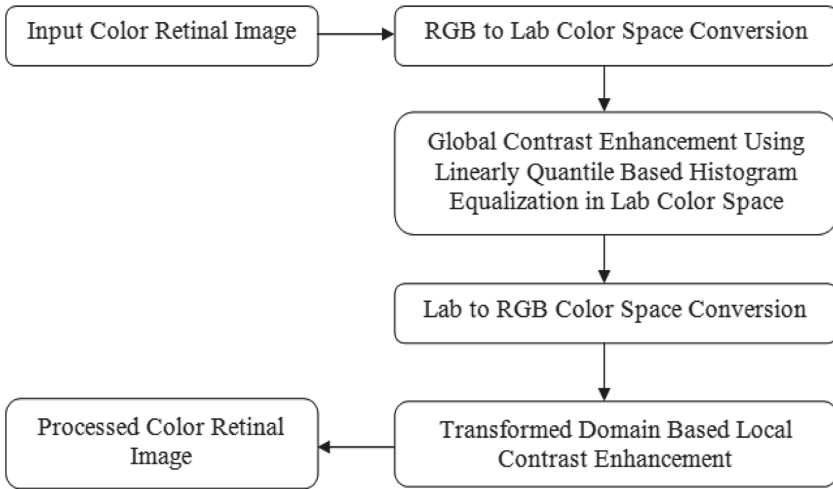 Input Color Retinal Image
RGB to Lab Color Space Conversion
Global Contrast Enhancement Using
Linearly Quantile Based Histogram
Equalization in Lab Color Space
Lab to RGB Color Space Conversion
Transformed Domain Based Local
Contrast Enhancement
Processed Color Retinal
Image